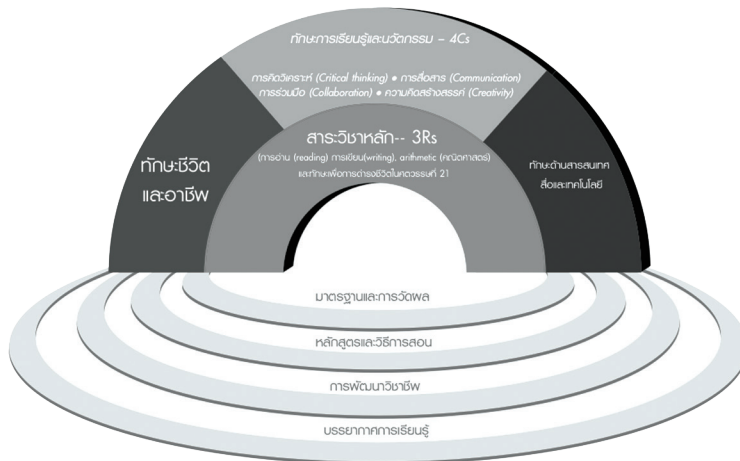 ทักษะการเรียนรู้และนวัตกรรม – 4Cs
การคิดวิเคราะห์ (Critical thinking) ● การสื่อสาร (Communication)
การร่วมมือ (Collaboration) ● ความคิดสร้างสรรค์ (Creativity)
สาระวิชาหลัก-- 3Rs
(การอ่าน (reading) การเขียน(writing), arithmetic (คณิตศาสตร์)
และทักษะเพื่อการดำรงชีวิตในศตวรรษที่ 21
ทักษะชีวิต
และอาชีพ
ทักษะด้านสารสนเทศ
สื่อและเทคโนโลยี
มาตรฐานและการวัดผล
หลักสูตรและวิธีการสอน
การพัฒนาวิชาชีพ
บรรยากาศการเรียนรู้